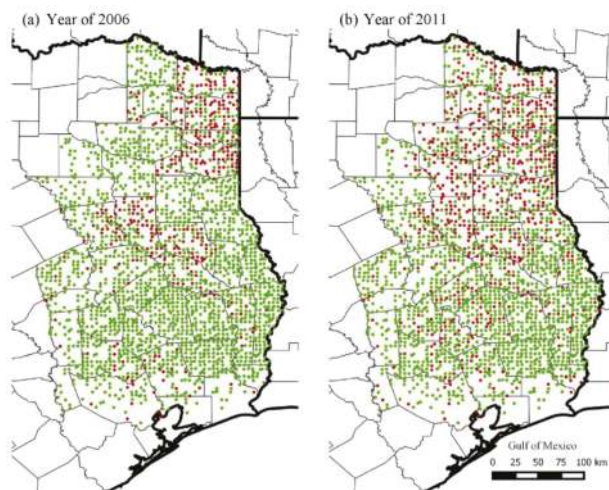 (a) Year of 2006
(b) Year of 2011
Gulf of Mexico
0 25 50 75 100 km